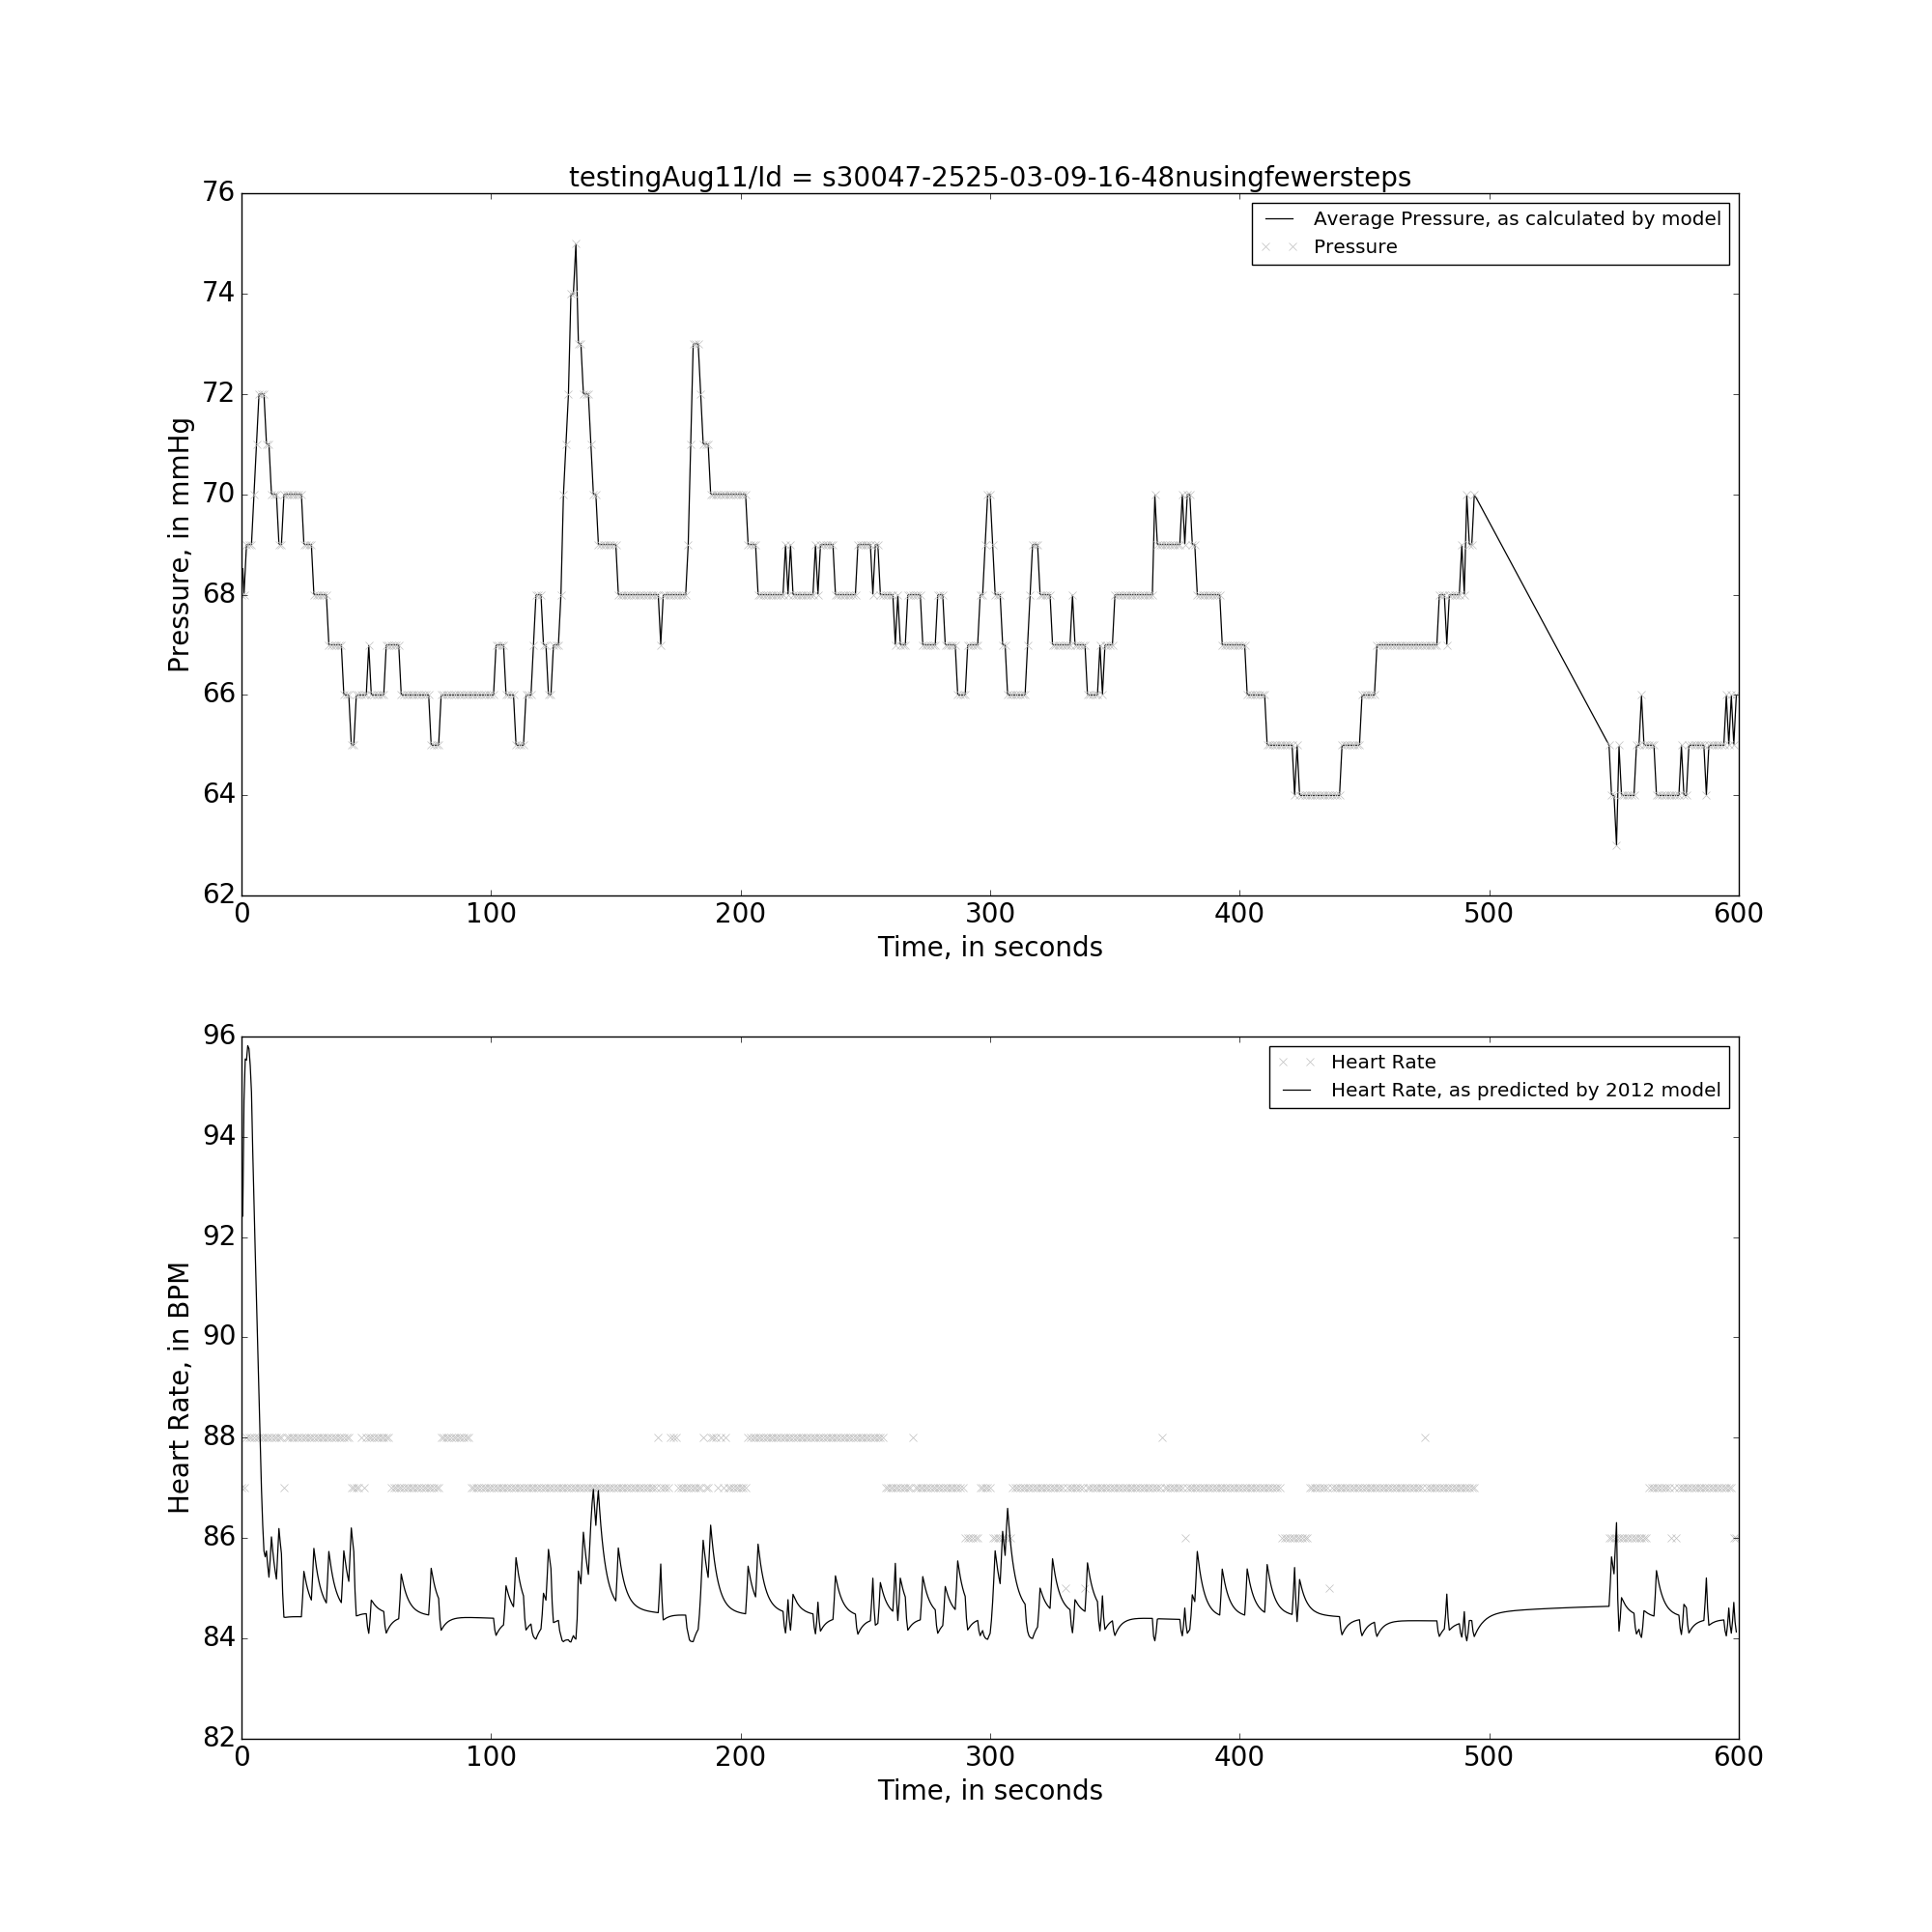 testingAug11/Id = s30047-2525-03-09-16-48nusingfewersteps
76
74
72
70
68
66
64
62
Pressure, in mmHg
Average Pressure, as calculated by model
Pressure
0 100 200 300 400 500 600
Time, in seconds
96
94
92
90
88
86
84
82
Heart Rate, in BPM
Heart Rate
Heart Rate, as predicted by 2012 model
0 100 200 300 400 500 600
Time, in seconds